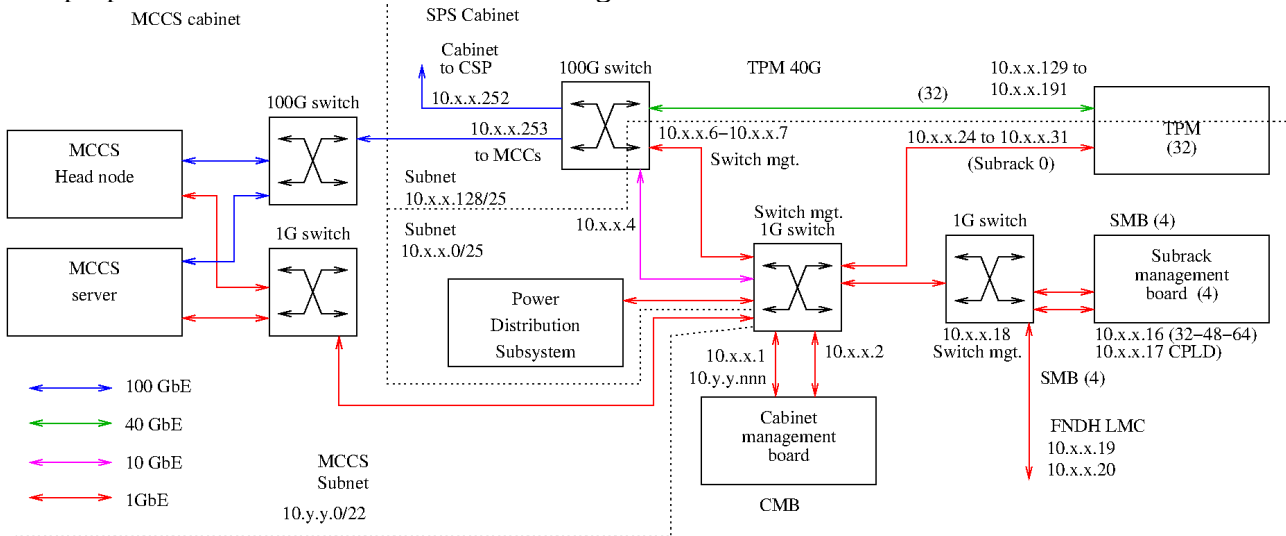 MCCS cabinet
SPS Cabinet
Cabinet
to CSP
100G switch
TPM 40G
10.x.x.129 to
10.x.x.191
10.x.x.252
(32)
100G switch
10.x.x.253
to MCCs
10.x.x.6−10.x.x.7
Switch mgt.
10.x.x.24 to 10.x.x.31
(Subrack 0)
TPM
(32)
MCCS
Head node
Subnet
10.x.x.128/25
Subnet
10.x.x.0/25
10.x.x.4
Switch mgt.
1G switch
1G switch
1G switch
SMB (4)
MCCS
server
Subrack
management
board (4)
Power
Distribution
Subsystem
10.x.x.18
Switch mgt.
10.x.x.16 (32−48−64)
10.x.x.17 CPLD)
10.x.x.1
10.y.y.nnn
10.x.x.2
SMB (4)
100 GbE
40 GbE
10 GbE
1GbE
Cabinet
management
board
CMB
FNDH LMC
10.x.x.19
10.x.x.20
MCCS
Subnet
10.y.y.0/22